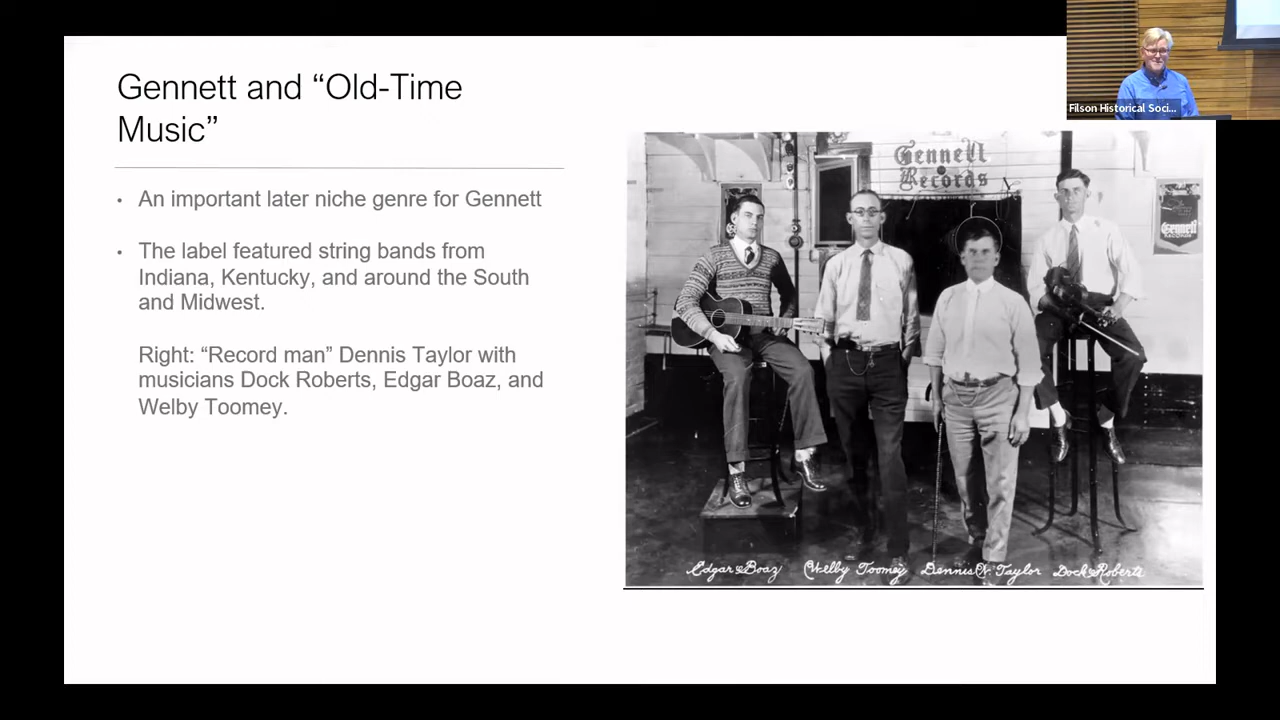 Gennett and “Old-Time
Music”
• An important later niche genre for Gennett
• The label featured string bands from
Indiana, Kentucky, and around the South
and Midwest.
Right: “Record man” Dennis Taylor with
musicians Dock Roberts, Edgar Boaz, and
Welby Toomey.
Filson Historical Soci...
Gennett
Records
Gennett
Edgar Boaz Welby Toomey Dennis W. Taylor Dock Roberts